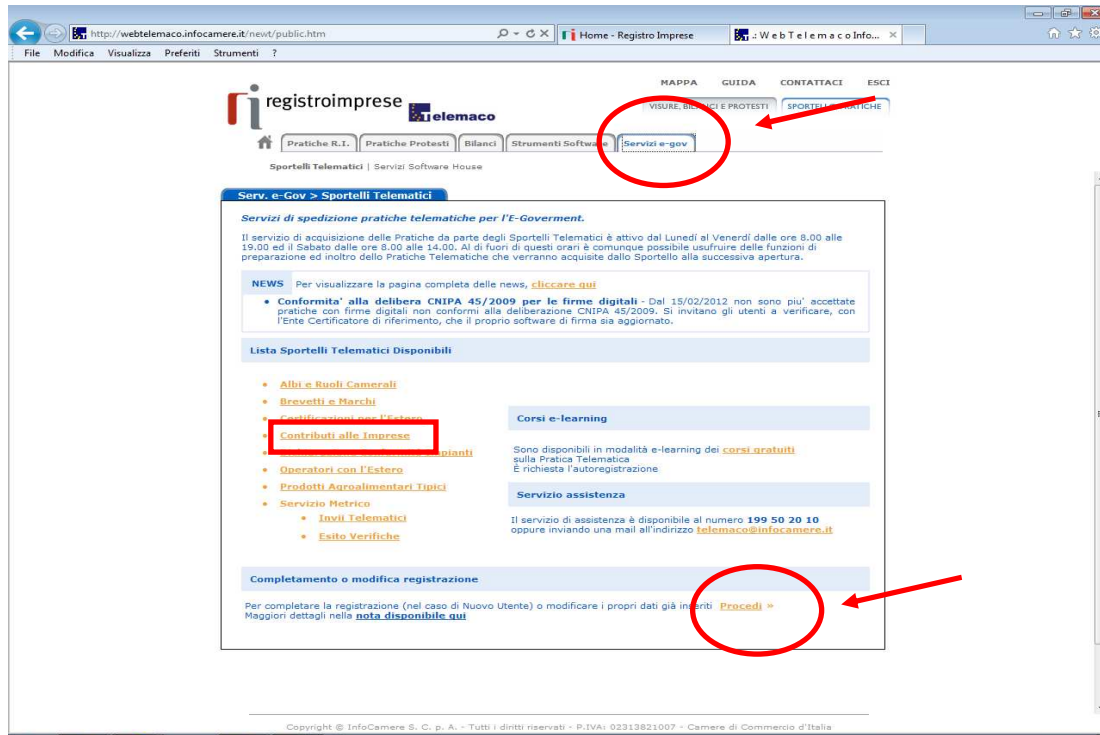 http://webtelemaco.infocamere.it/newt/public.htm
Home - Registro Imprese
.: W e b T e l e m a c o Info...
File Modifica Visualizza Preferiti Strumenti ?
MAPPA GUIDA CONTATTACI ESCI
registroimprese
Telemaco
VISURE, E PROTESTI
Pratiche R.I. Pratiche Protesti Bilanci Strumenti Software Servizi e-gov
Sportelli Telematici | Servizi Software House
Serv. e-Gov > Sportelli Telematici
Servizi di spedizione pratiche telematiche per l'E-Goverment.
Il servizio di acquisizione delle Pratiche da parte degli Sportelli Telematici è attivo dal Lunedí al Venerdí dalle ore 8.00 alle
19.00 ed il Sabato dalle ore 8.00 alle 14.00. Al di fuori di questi orari è comunque possibile usufruire delle funzioni di
preparazione ed inoltro dello Pratiche Telematiche che verranno acquisite dallo Sportello alla successiva apertura.
NEWS Per visualizzare la pagina completa delle news, cliccare qui
• Conformita' alla delibera CNIPA 45/2009 per le firme digitali - Dal 15/02/2012 non sono piu' accettate
pratiche con firme digitali non conformi alla deliberazione CNIPA 45/2009. Si invitano gli utenti a verificare, con
l'Ente Certificatore di riferimento, che il proprio software di firma sia aggiornato.
Lista Sportelli Telematici Disponibili
• Albi e Ruoli Camerali
• Brevetti e Marchi
• Certificazioni per l'Estero
• Contributi alle Imprese
• Impianti
• Operatori con l'Estero
• Prodotti Agroalimentari Tipici
• Servizio Metrico
• Invii Telematici
• Esito Verifiche
Corsi e-learning
Sono disponibili in modalità e-learning dei corsi gratuiti
sulla Pratica Telematica
È richiesta l'autoregistrazione
Servizio assistenza
Il servizio di assistenza è disponibile al numero 199 50 20 10
oppure inviando una mail all'indirizzo telemaco@infocamere.it
Completamento o modifica registrazione
Per completare la registrazione (nel caso di Nuovo Utente) o modificare i propri dati già inseriti Procedi »
Maggiori dettagli nella nota disponibile qui
Copyright © InfoCamere S. C. p. A. - Tutti i diritti riservati - P.IVA: 02313821007 - Camere di Commercio d'Italia